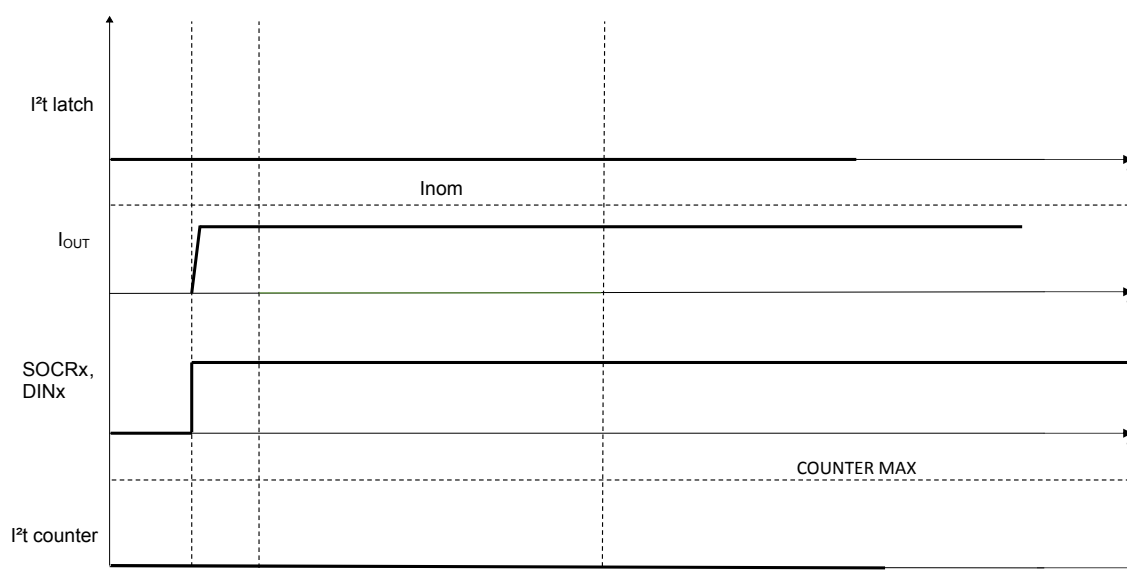 I²t latch
Inom
IOUT
SOCRx,
DINx
COUNTER MAX
I²t counter